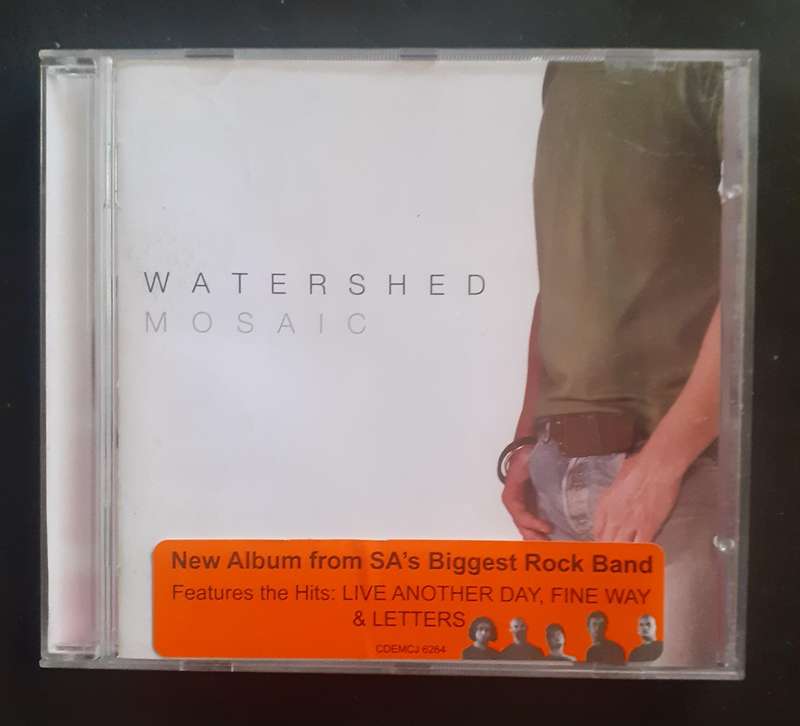 WATERSHED
MOSAIC
New Album from SA's Biggest Rock Band
Features the Hits: LIVE ANOTHER DAY, FINE WAY
& LETTERS
CDEMCJ 6264